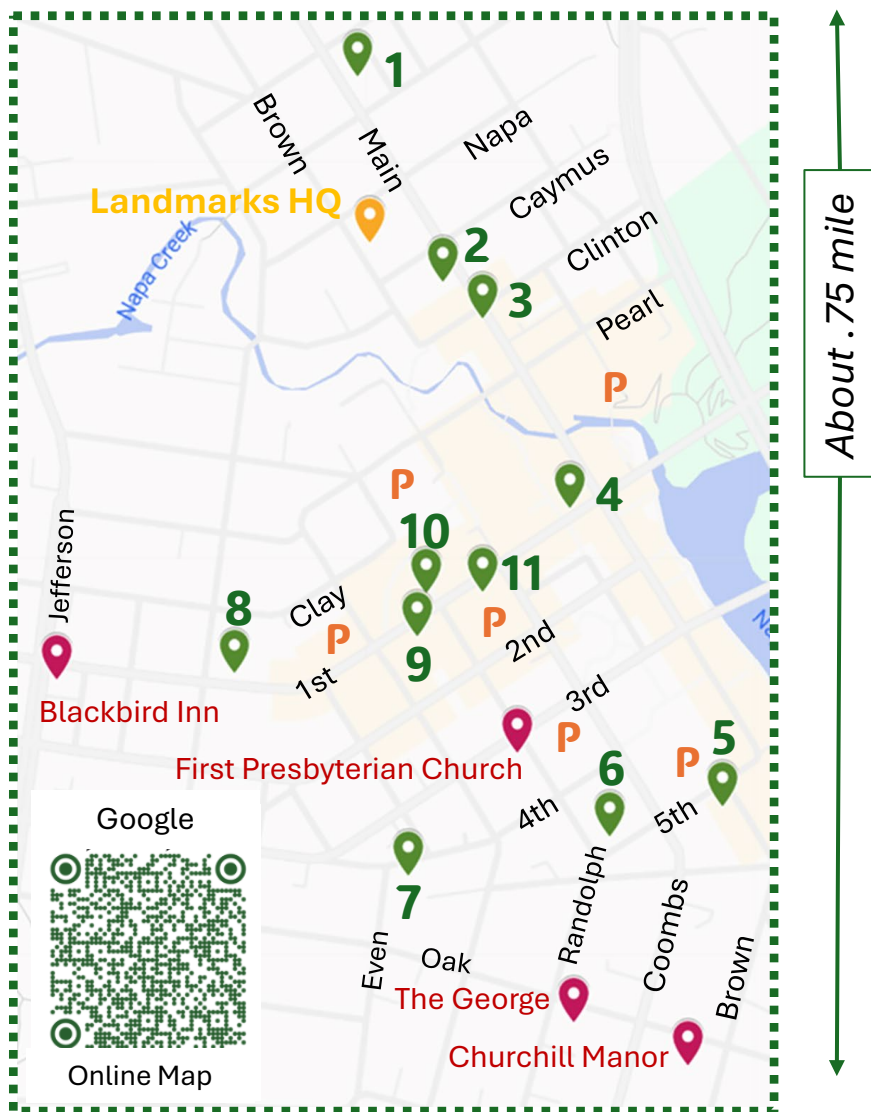 1
Brown
Main
Napa
Caymus
Landmarks HQ
Napa Creek
2
Clinton
3
Pearl
About .75 mile
P
P
4
10
11
Jefferson
8
Clay
P
P
2nd
9
1st
3rd
Na
Blackbird Inn
First Presbyterian Church
P
5
P
6
4th
5th
Google
7
Randolph
Coombs
Even
Oak
Brown
The George
Churchill Manor
Online Map